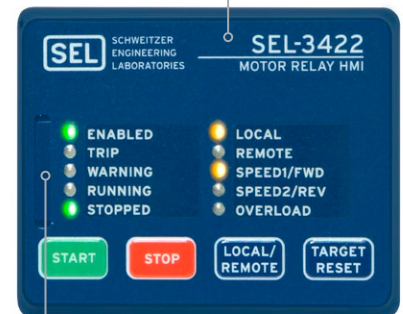 SEL
SCHWEITZER
ENGINEERING
LABORATORIES
SEL-3422
MOTOR RELAY HMI
ENABLED
TRIP
WARNING
RUNNING
STOPPED
LOCAL
REMOTE
SPEED1/FWD
SPEED2/REV
OVERLOAD
START
STOP
LOCAL/
REMOTE
TARGET
RESET